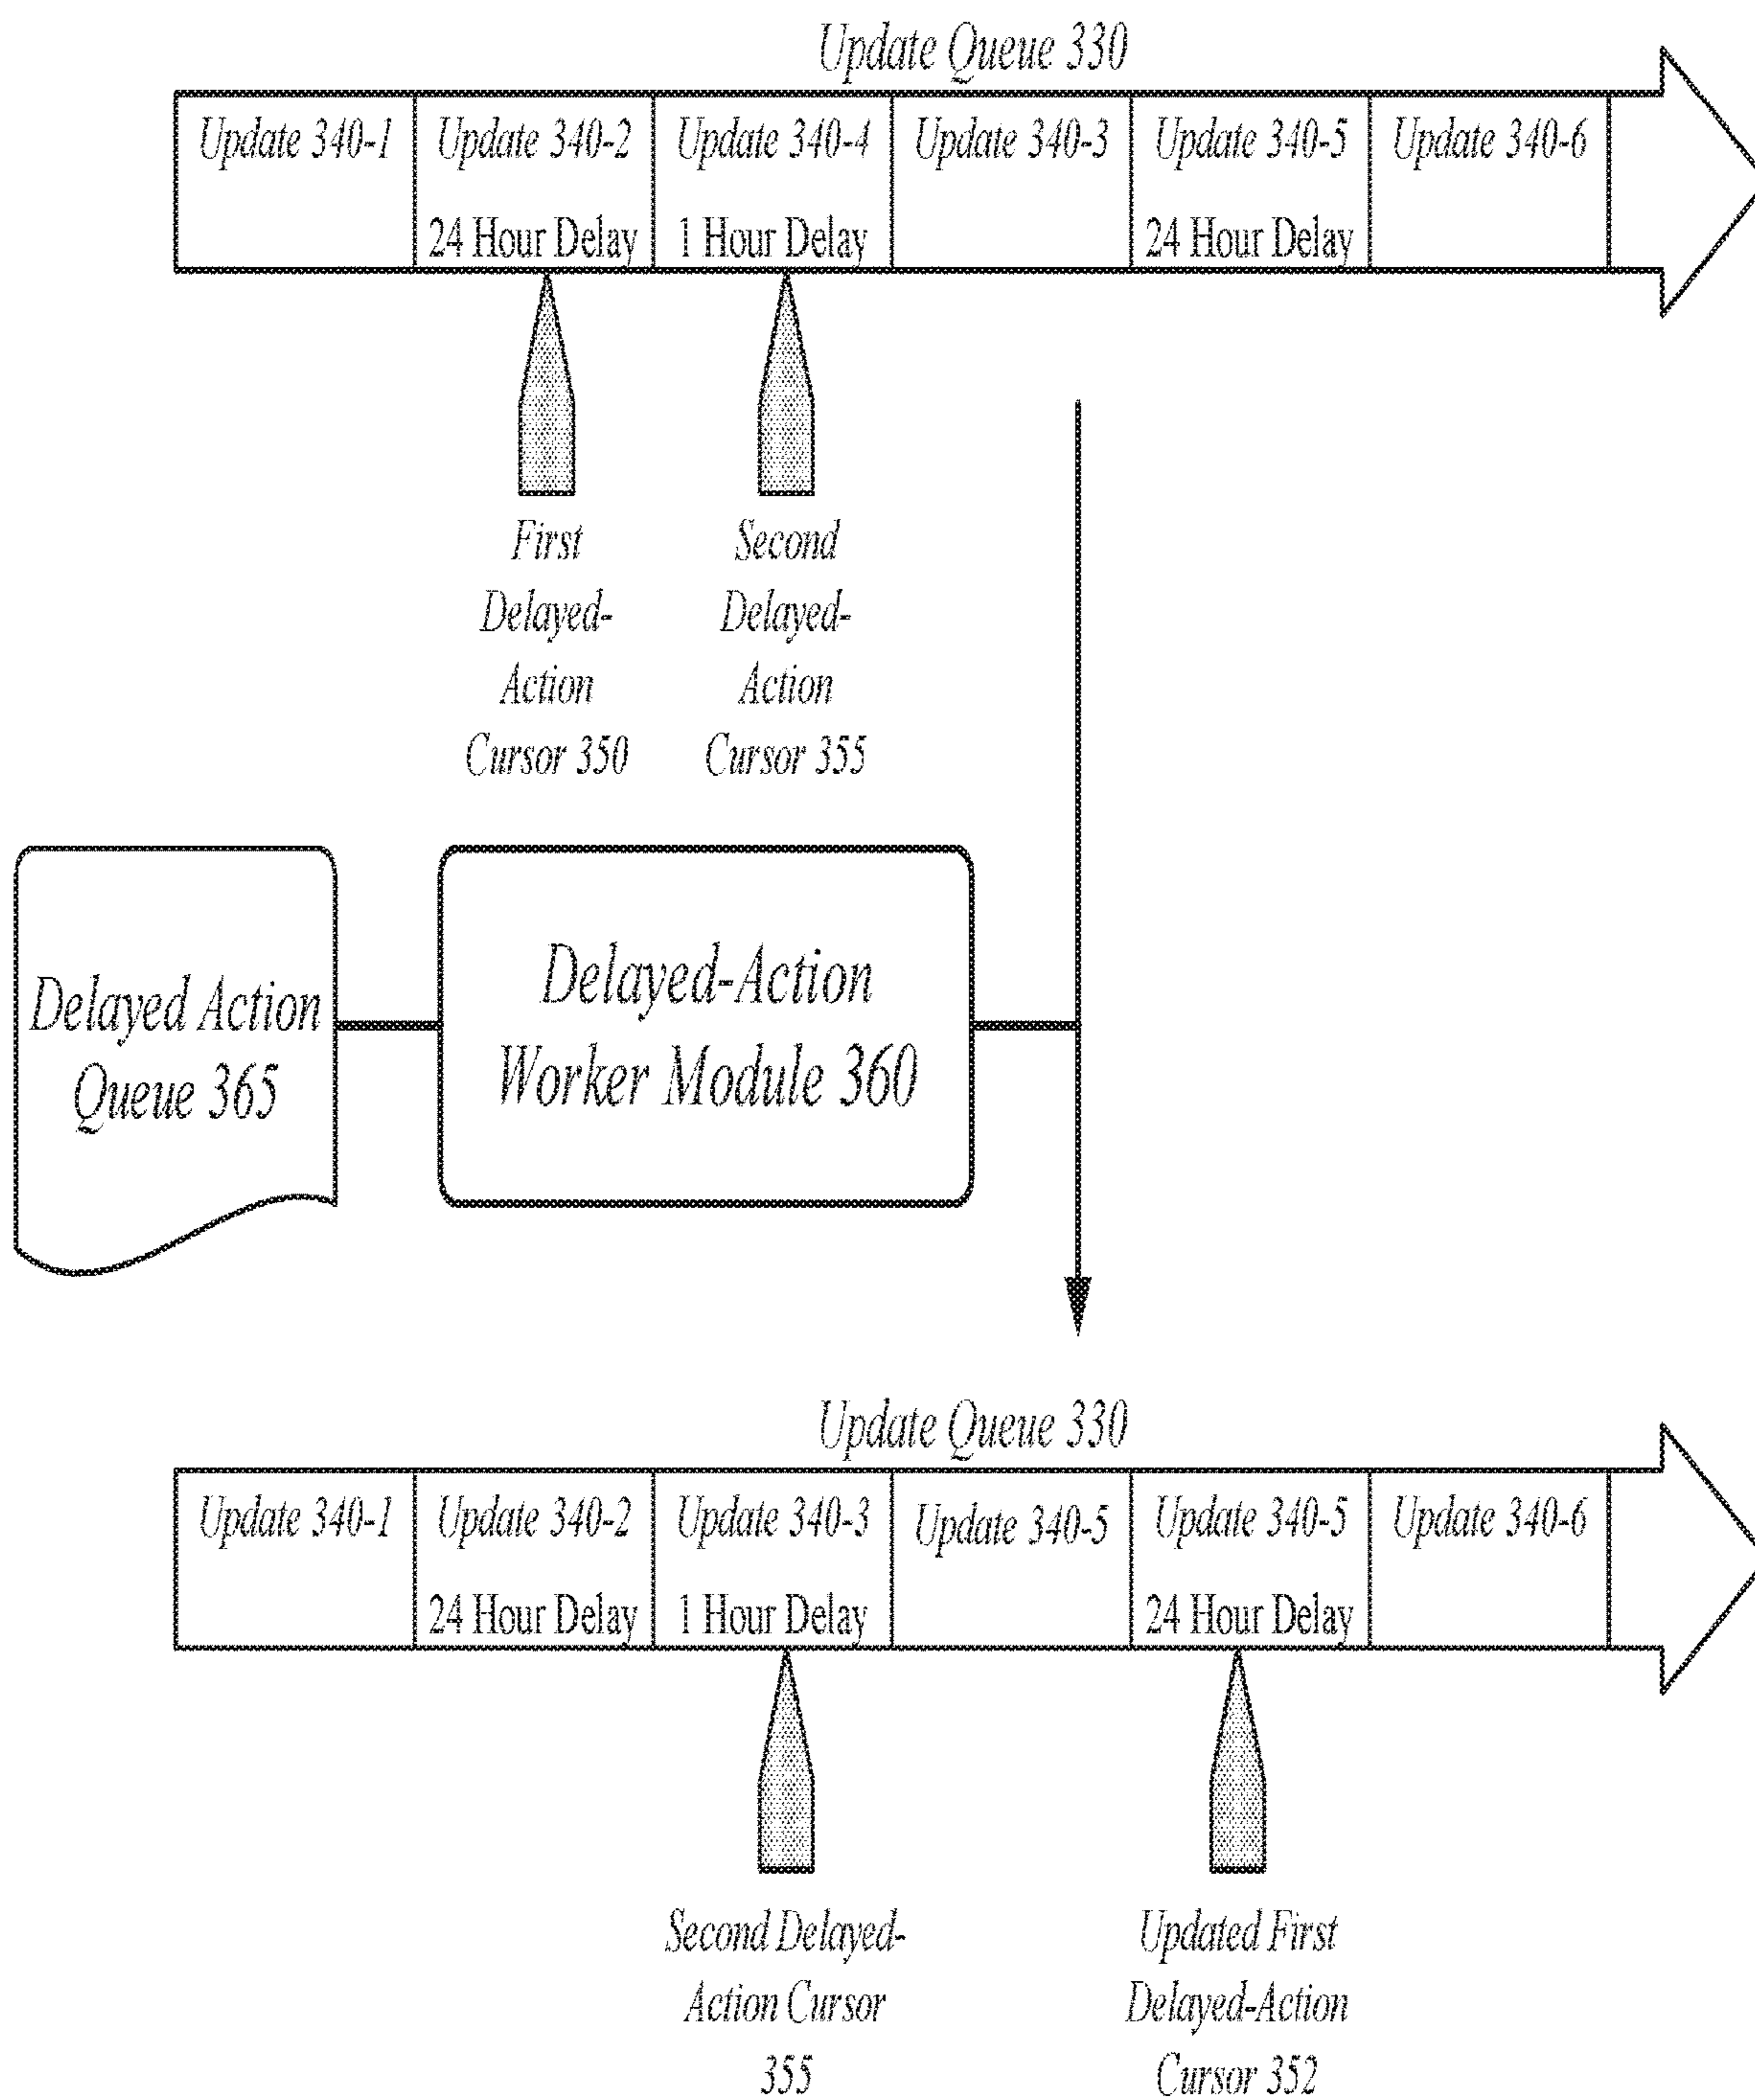 Update Queue 330
Update 340-1 Update 340-2 Update 340-4 Update 340-3 Update 340-5 Update 340-6
24 Hour Delay 1 Hour Delay 24 Hour Delay
First
Delayed-
Action
Cursor 350
Second
Delayed-
Action
Cursor 355
Delayed Action
Queue 365
Delayed-Action
Worker Module 360
Update Queue 330
Update 340-1 Update 340-2 Update 340-3 Update 340-5 Update 340-5 Update 340-6
24 Hour Delay 1 Hour Delay 24 Hour Delay
Second Delayed-
Action Cursor
355
Updated First
Delayed-Action
Cursor 352